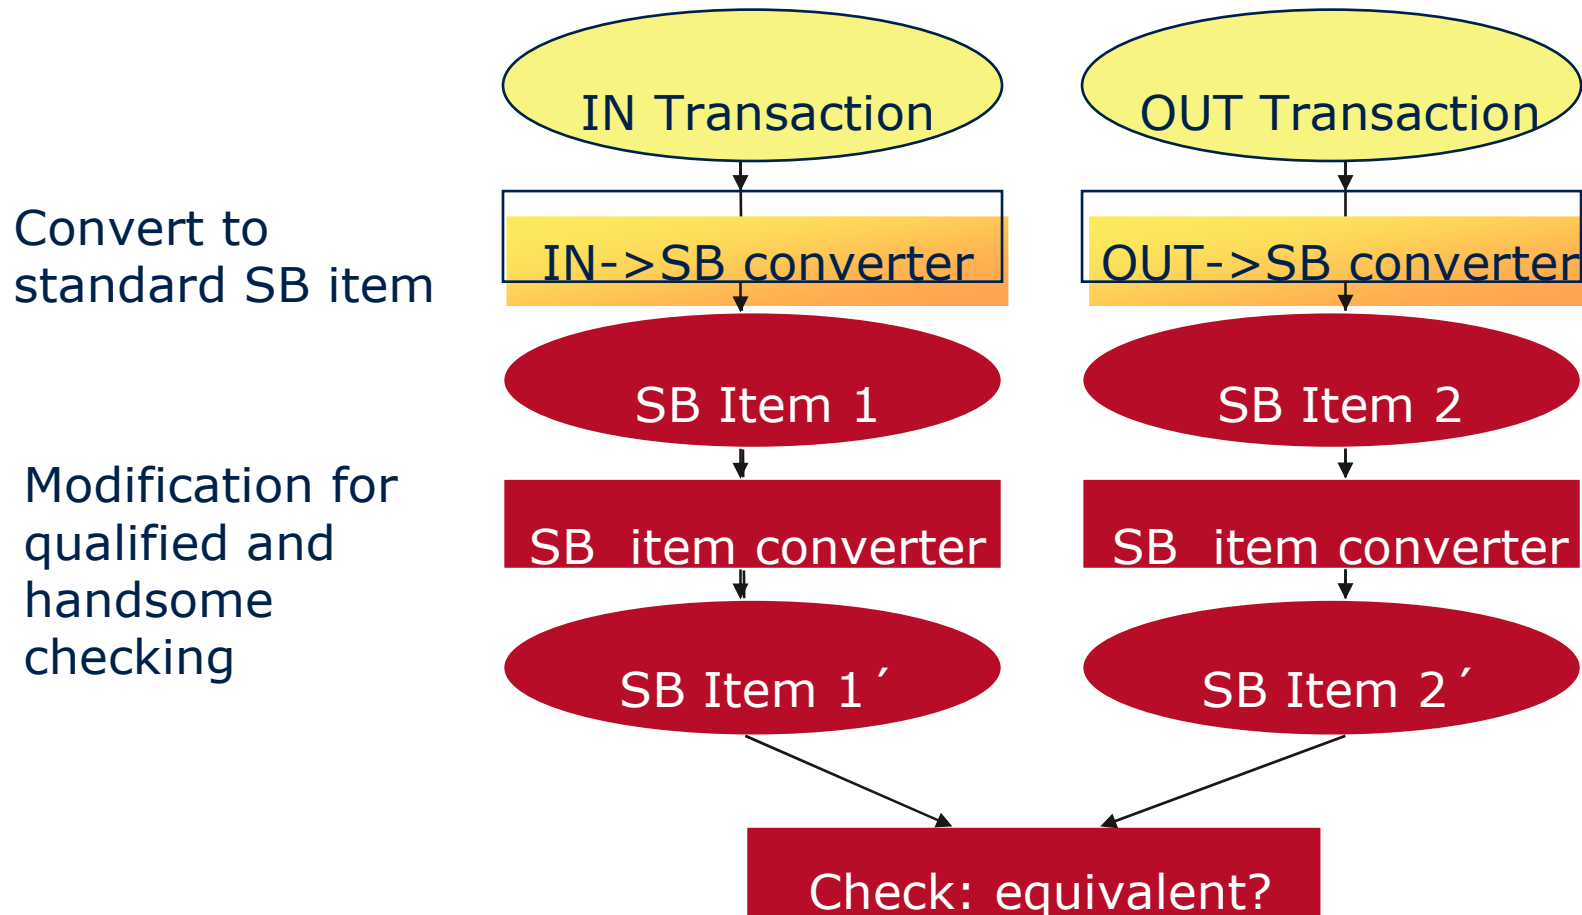 IN Transaction
OUT Transaction
Convert to
standard SB item
IN->SB converter
OUT->SB converter
SB Item 1
SB Item 2
Modification for
qualified and
handsome
checking
SB  item converter
SB  item converter
SB Item 1´
SB Item 2´
Check: equivalent?